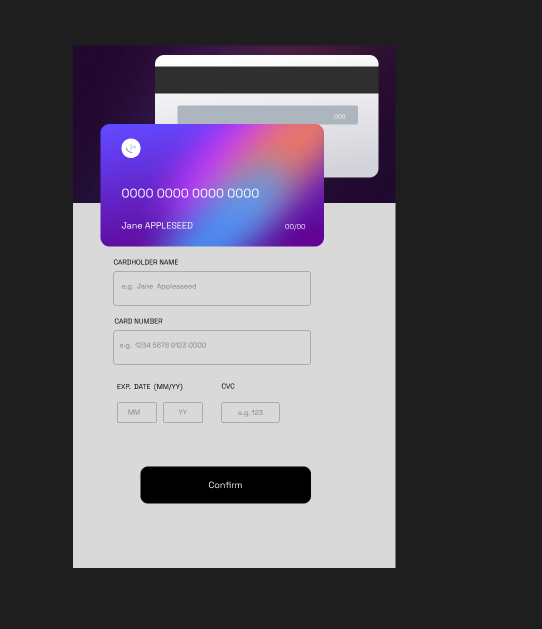 000
0000 0000 0000 0000
Jane APPLESEED 00/00
CARDHOLDER NAME
e.g. Jane Appleaseed
CARD NUMBER
e.g. 1234 5678 9123 0000
EXP. DATE (MM/YY) CVC
MM YY e.g. 123
Confirm